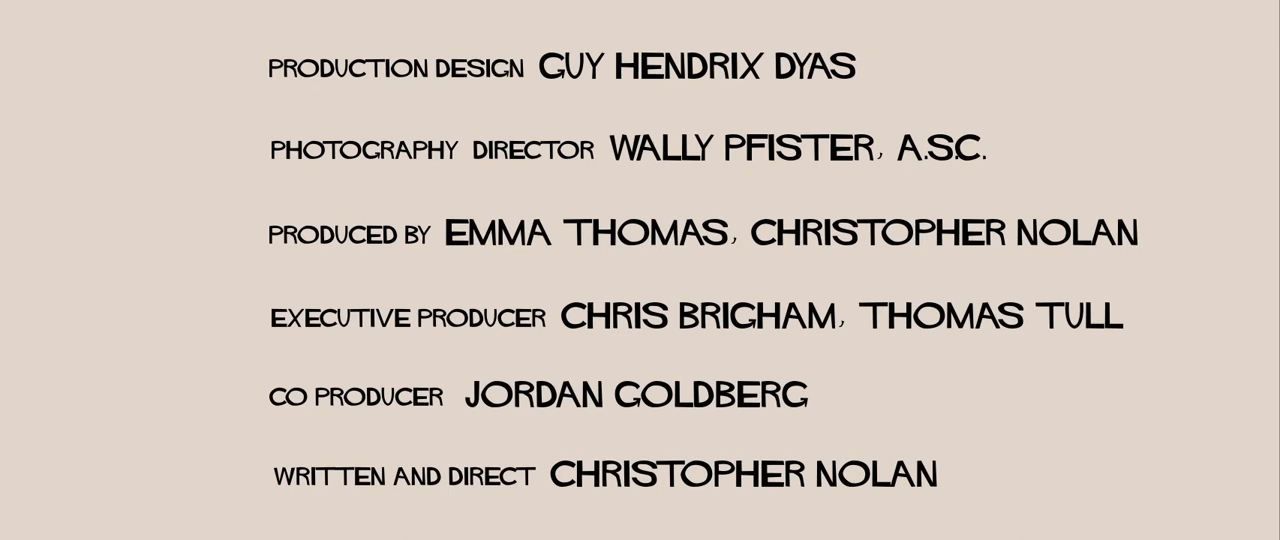 PRODUCTION DESIGN GUY HENDRIX DYAS
PHOTOGRAPHY DIRECTOR WALLY PFISTER, A.S.C.
PRODUCED BY EMMA THOMAS, CHRISTOPHER NOLAN
EXECUTIVE PRODUCER CHRIS BRIGHAM, THOMAS TULL
CO PRODUCER JORDAN GOLDBERG
WRITTEN AND DIRECT CHRISTOPHER NOLAN